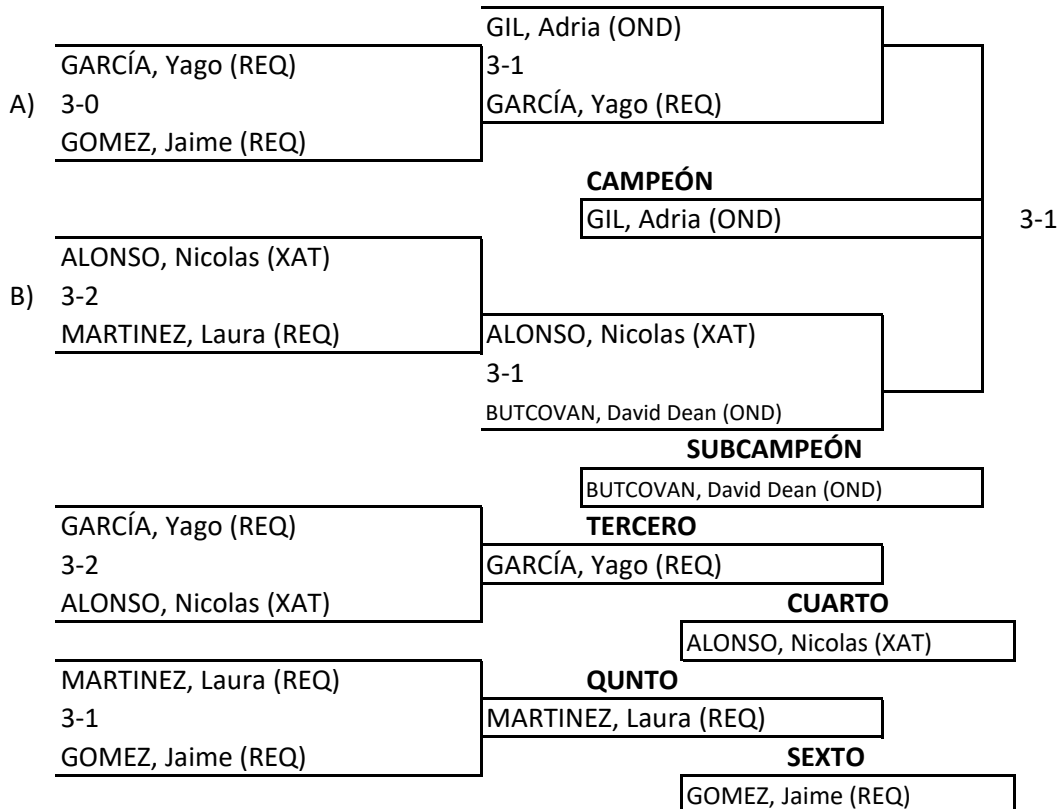 GIL, Adria (OND)
GARCÍA, Yago (REQ) 3-1
A) 3-0 GARCÍA, Yago (REQ)
GOMEZ, Jaime (REQ)
CAMPEÓN
GIL, Adria (OND) 3-1
ALONSO, Nicolas (XAT)
B) 3-2
MARTINEZ, Laura (REQ) ALONSO, Nicolas (XAT)
3-1
BUTCOVAN, David Dean (OND)
SUBCAMPEÓN
BUTCOVAN, David Dean (OND)
GARCÍA, Yago (REQ) TERCERO
3-2 GARCÍA, Yago (REQ)
ALONSO, Nicolas (XAT) CUARTO
ALONSO, Nicolas (XAT)
MARTINEZ, Laura (REQ) QUNTO
3-1 MARTINEZ, Laura (REQ)
GOMEZ, Jaime (REQ) SEXTO
GOMEZ, Jaime (REQ)